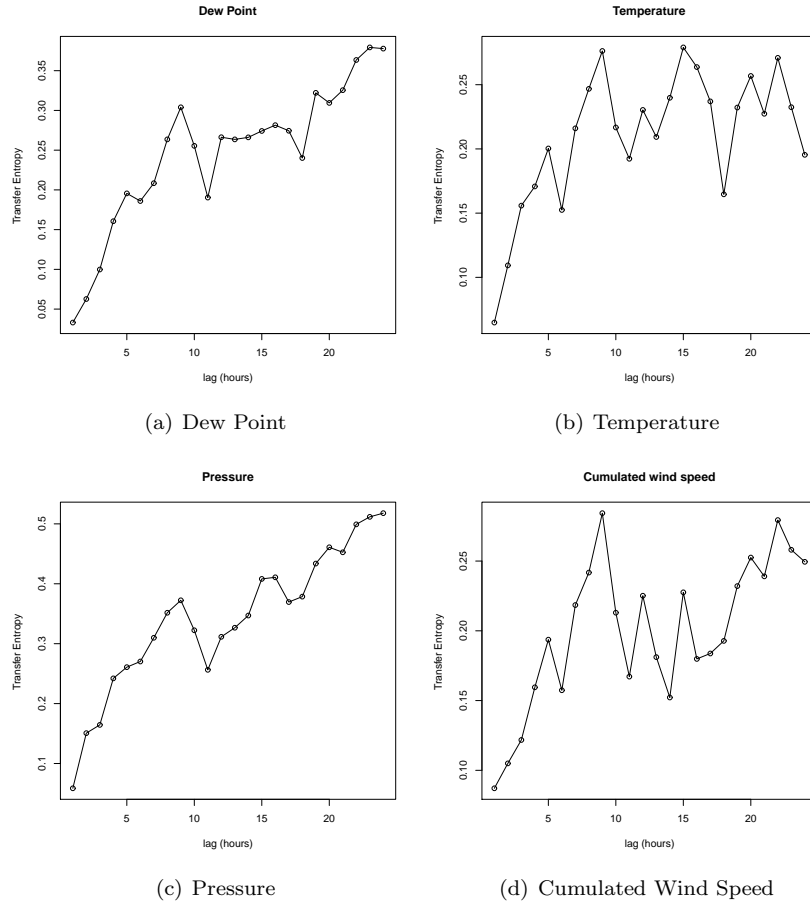 Dew Point
Transfer Entropy
0.05 0.10 0.15 0.20 0.25 0.30 0.35
5 10 15 20
lag (hours)
(a) Dew Point
Temperature
Transfer Entropy
0.10 0.15 0.20 0.25
5 10 15 20
lag (hours)
(b) Temperature
Pressure
Transfer Entropy
0.1 0.2 0.3 0.4 0.5
5 10 15 20
lag (hours)
(c) Pressure
Cumulated wind speed
Transfer Entropy
0.10 0.15 0.20 0.25
5 10 15 20
lag (hours)
(d) Cumulated Wind Speed